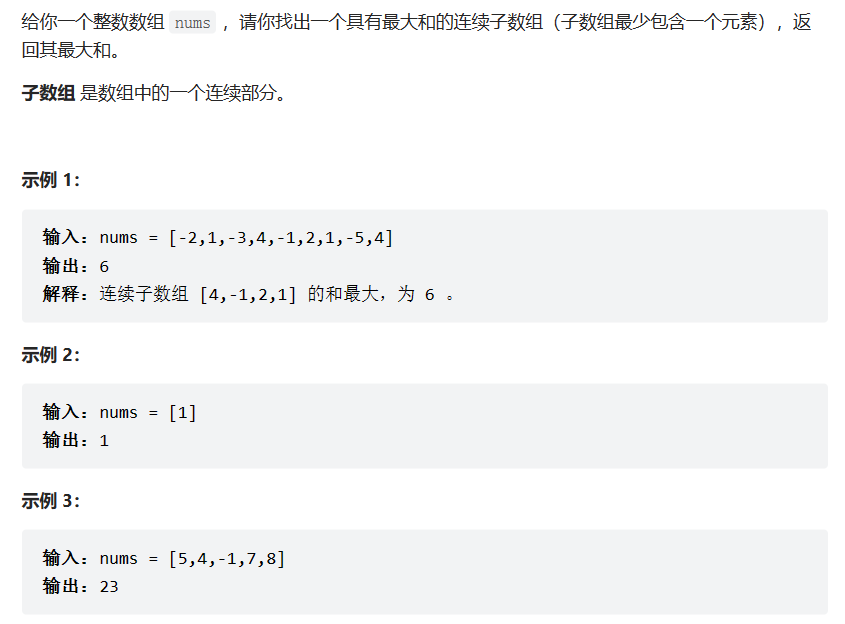 给你一个整数数组 nums ，请你找出一个具有最大和的连续子数组（子数组最少包含一个元素），返
回其最大和。
子数组 是数组中的一个连续部分。
示例 1：
输入：nums = [-2,1,-3,4,-1,2,1,-5,4]
输出：6
解释：连续子数组 [4,-1,2,1] 的和最大，为 6 。
示例 2：
输入：nums = [1]
输出：1
示例 3：
输入：nums = [5,4,-1,7,8]
输出：23